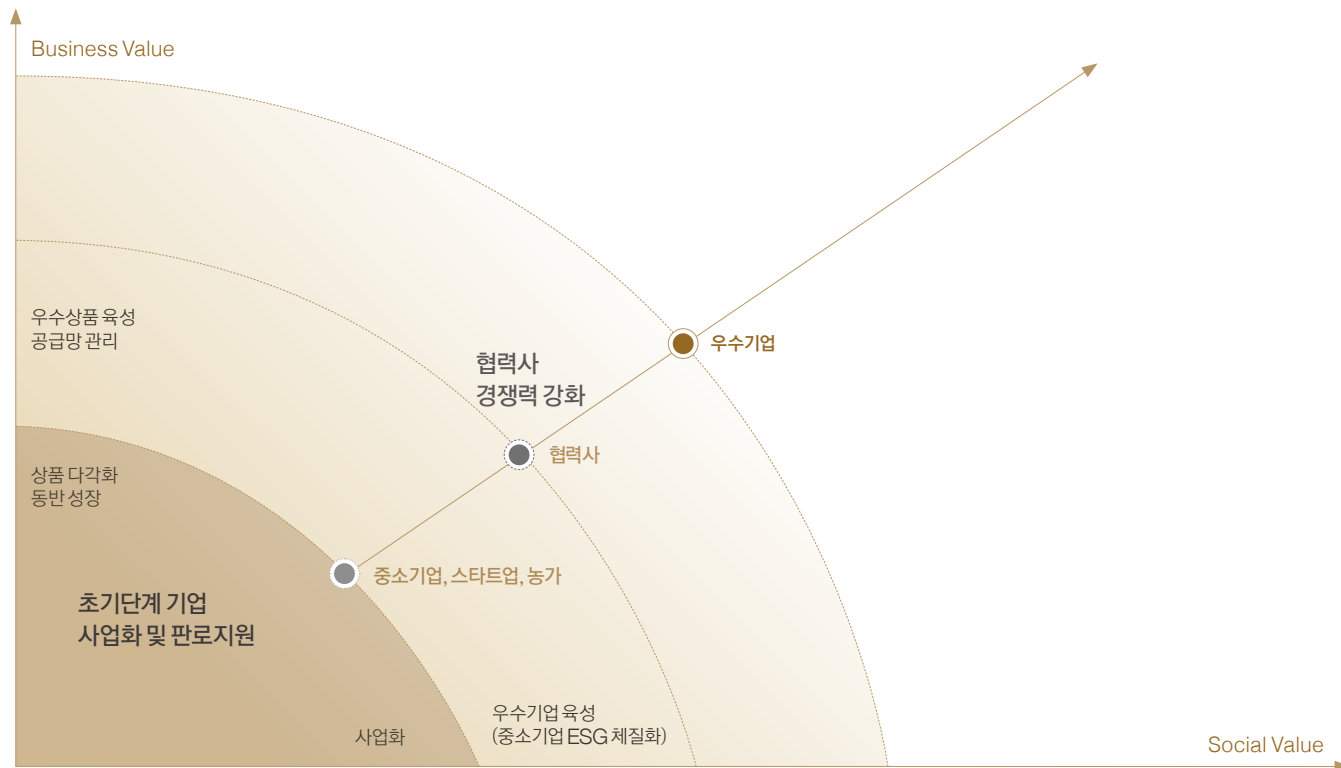 Business Value
우수상품 육성
공급망 관리
협력사
경쟁력 강화
우수기업
협력사
상품 다각화
동반 성장
중소기업, 스타트업, 농가
초기단계 기업
사업화 및 판로지원
사업화
우수기업 육성
(중소기업 ESG 체질화)
Social Value